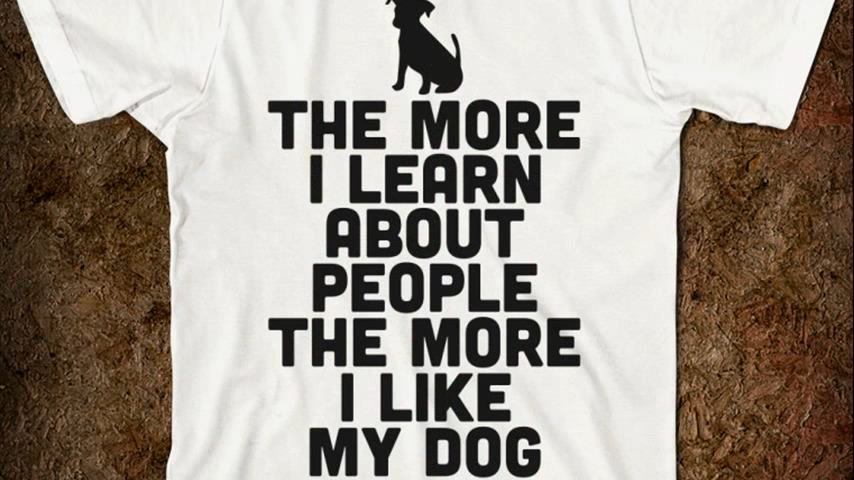 THE MORE
I LEARN
ABOUT
PEOPLE
THE MORE
I LIKE
MY DOG